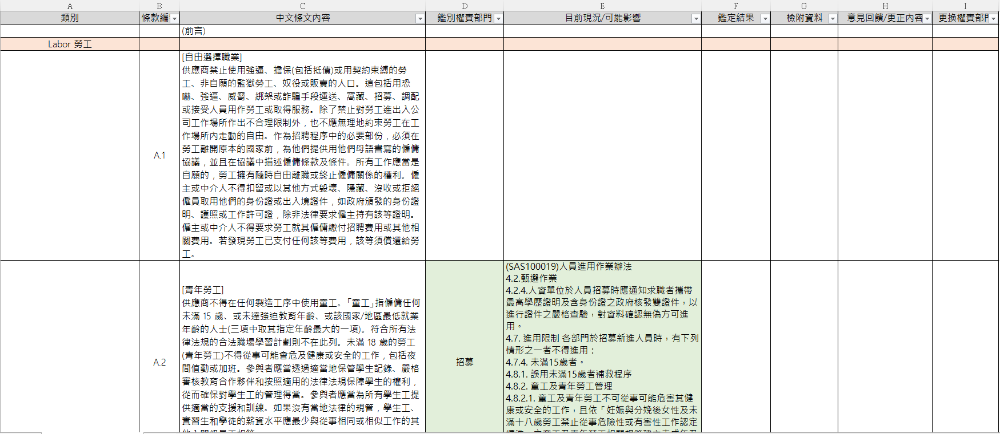 A B C D E F G H I
類別 條款編 中文條文內容 鑑別權責部門 目前現況/可能影響 鑑定結果 檢附資料 意見回饋/更正內容 更換權責部門
(前言)
Labor 勞工
A.1
[自由選擇職業]
供應商禁止使用強逼、擔保(包括抵債)或用契約束縛的勞
工、非自願的監獄勞工、奴役或販賣的人口。這包括用恐
嚇、強逼、威脅、綁架或詐騙手段運送、窩藏、招募、調配
或接受人員用作勞工或取得服務。除了禁止對勞工進出入公
司工作場所作出不合理限制外，也不應無理地約束勞工在工
作場所內走動的自由。作為招聘程序中的必要部份，必須在
勞工離開原本的國家前，為他們提供用他們母語書寫的僱傭
協議，並且在協議中描述僱傭條款及條件。所有工作應當是
自願的，勞工擁有隨時自由離職或終止僱傭關係的權利。僱
主或中介人不得扣留或以其他方式毀壞、隱藏、沒收或拒絕
僱員取用他們的身份證或出入境證件，如政府頒發的身份證
明、護照或工作許可證，除非法律要求僱主持有該等證明。
僱主或中介人不得要求勞工就其僱傭繳付招聘費用或其他相
關費用。若發現勞工已支付任何該等費用，該等須償還給勞
工。
A.2
[青年勞工]
供應商不得在任何製造工序中使用童工。「童工」指僱傭任何
未滿 15 歲、或未達強迫教育年齡、或該國家/地區最低就業
年齡的人士(三項中取其指定年齡最大的一項)。符合所有法
律法規的合法職場學習計劃則不在此列。未滿 18 歲的勞工
(青年勞工)不得從事可能會危及健康或安全的工作，包括夜
間值勤或加班。參與者應當透過適當地保管學生記錄、嚴格
審核教育合作夥伴和按照適用的法律法規保障學生的權利，
從而確保對學生工的管理得當。參與者應當為所有學生工提
供適當的支援和訓練。如果沒有當地法律的規管，學生工、
實習生和學徒的薪資水平應最少與從事相同或相似工作的其
招募
(SAS100019)人員進用作業辦法
4.2.甄選作業
4.2.4.人資單位於人員招募時應通知求職者攜帶
最高學歷證明及含身份證之政府核發雙證件，以
進行證件之嚴格查驗，對資料確認無偽方可進
用。
4.7. 進用限制 各部門於招募新進人員時，有下列
情形之一者不得進用：
4.7.4. 未滿15歲者。
4.8.1. 誤用未滿15歲者補救程序
4.8.2. 童工及青年勞工管理
4.8.2.1. 童工及青年勞工不可從事可能危害其健
康或安全的工作，且依「妊娠與分娩後女性及未
滿十八歲勞工禁止從事危險性或有害性工作認定